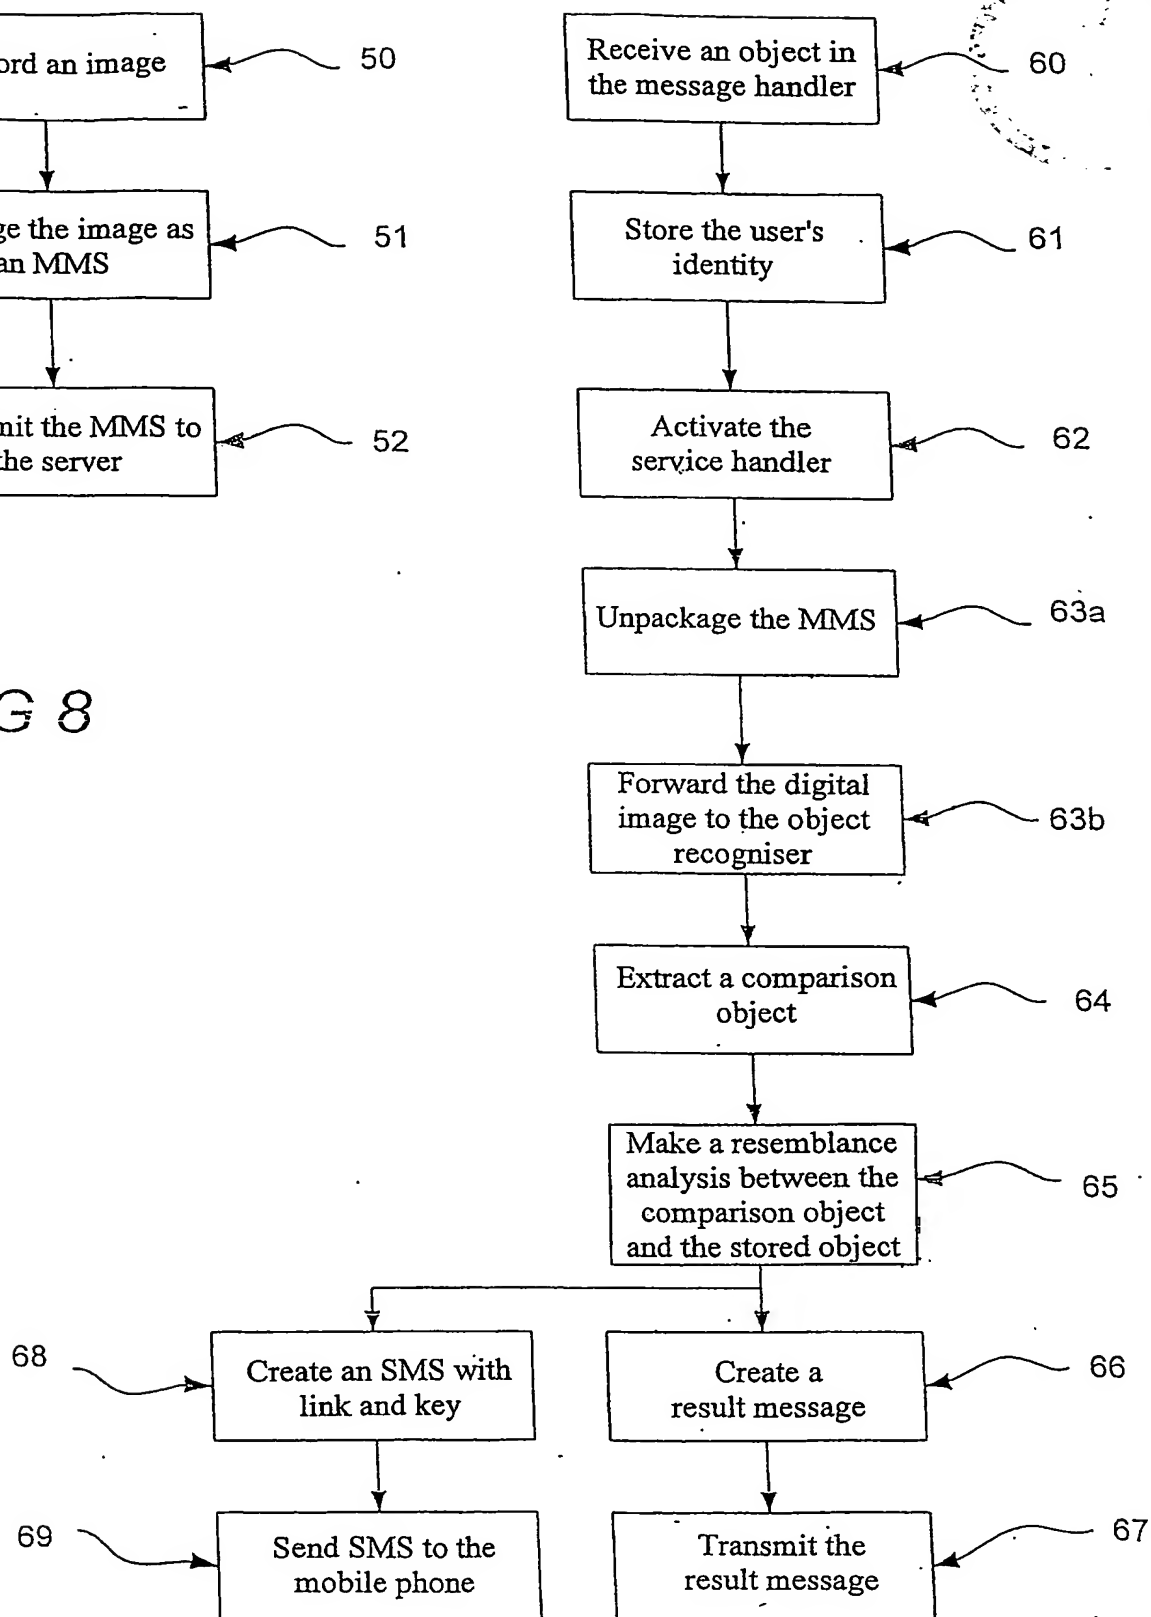 ord an image
50
ge the image as
an MMS
51
mit the MMS to
the server
52
G 8
Receive an object in
the message handler
60
Store the user's
identity
61
Activate the
service handler
62
Unpackage the MMS
63a
Forward the digital
image to the object
recogniser
63b
Extract a comparison
object
64
Make a resemblance
analysis between the
comparison object
and the stored object
65
68
Create an SMS with
link and key
Create a
result message
66
69
Send SMS to the
mobile phone
Transmit the
result message
67